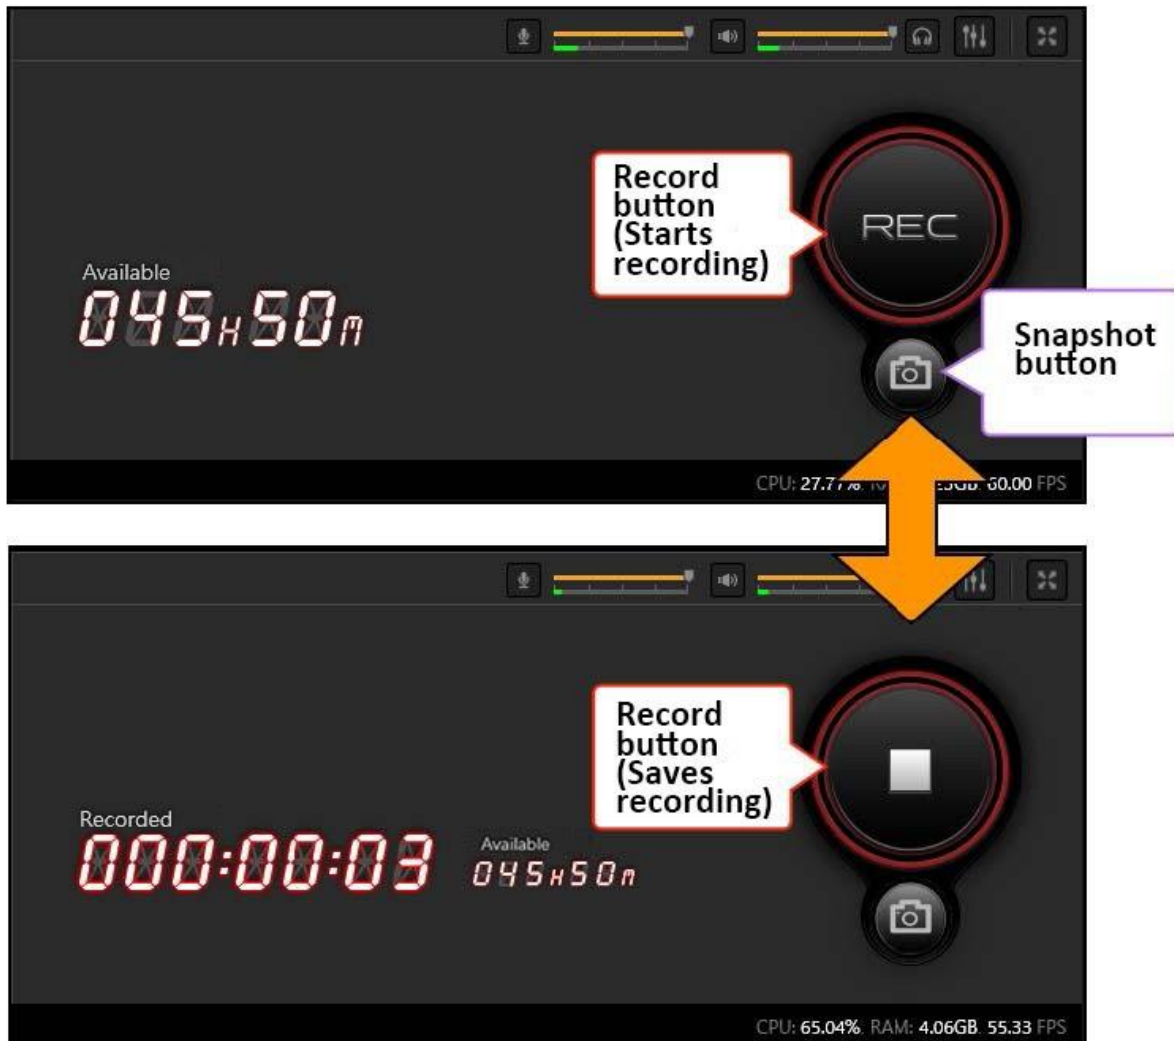 Record
button
(Starts
recording)
REC
Available
045H50M
Snapshot
button
CPU: 27.77%. 60.00 FPS
Record
button
(Saves
recording)
Recorded
000:00:03
Available
045H50M
CPU: 65.04%. RAM: 4.06GB. 55.33 FPS